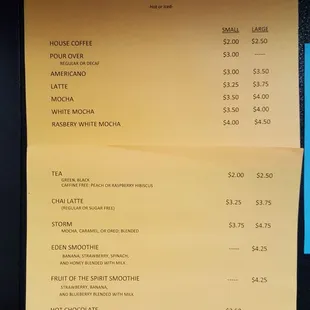 SMALL LARGE
HOUSE COFFEE $2.00 $2.50
POUR OVER $3.00 -----
REGULAR OR DECAF
AMERICANO $3.00 $3.50
LATTE $3.25 $3.75
MOCHA $3.50 $4.00
WHITE MOCHA $3.50 $4.00
RASBERY WHITE MOCHA $4.00 $4.50
TEA $2.00 $2.50
GREEN, BLACK
CAFFINE FREE: PEACH OR RASPBERRY HIBISCUS
CHAI LATTE $3.25 $3.75
(REGULAR OR SUGAR FREE)
STORM $3.75 $4.75
MOCHA, CARAMEL, OR OREO, BLENDED
EDEN SMOOTHIE ----- $4.25
BANANA, STRAWBERRY, SPINACH,
AND HONEY BLENDED WITH MILK
FRUIT OF THE SPIRIT SMOOTHIE ----- $4.25
STRAWBERRY, BANANA,
AND BLUEBERRY BLENDED WITH MILK
HOT CHOCOLATE